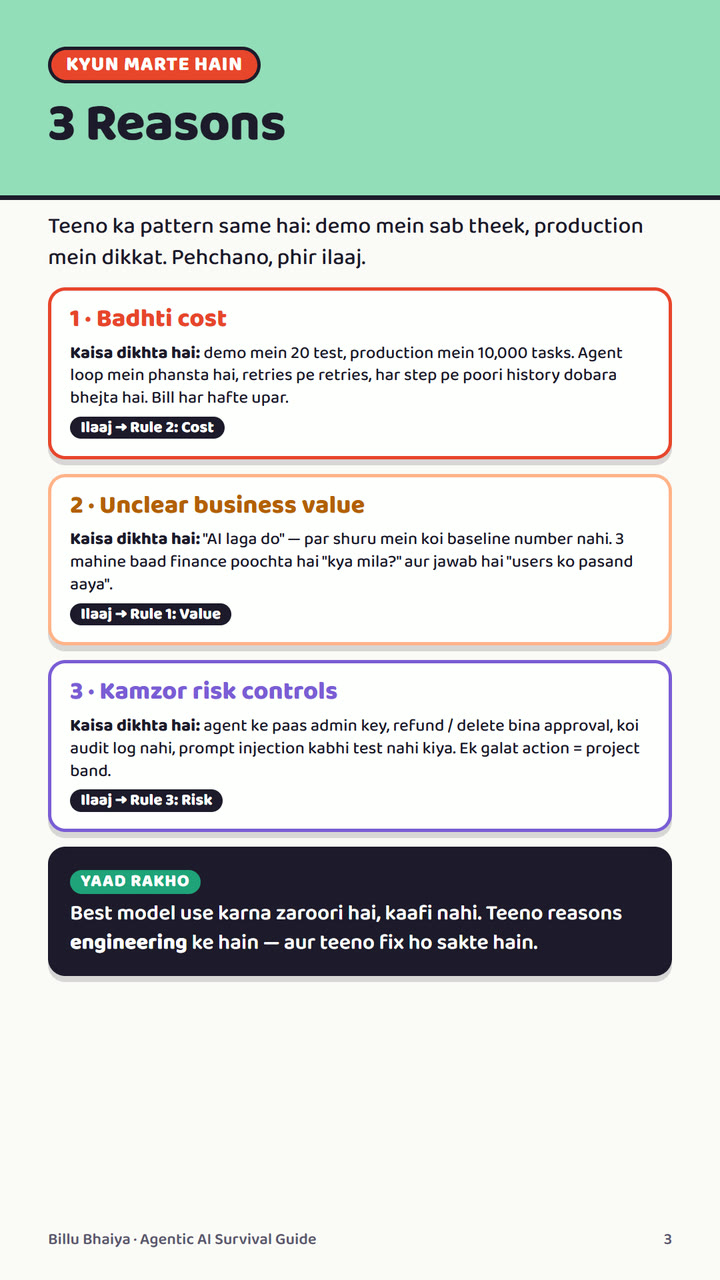 KYUN MARTE HAIN
3 Reasons
Teeno ka pattern same hai: demo mein sab theek, production
mein dikkat. Pehchano, phir ilaaj.
1 · Badhti cost
Kaisa dikhta hai: demo mein 20 test, production mein 10,000 tasks. Agent
loop mein phansta hai, retries pe retries, har step pe poori history dobara
bhejta hai. Bill har hafte upar.
Ilaaj → Rule 2: Cost
2 · Unclear business value
Kaisa dikhta hai: "AI laga do" — par shuru mein koi baseline number nahi. 3
mahine baad finance poochta hai "kya mila?" aur jawab hai "users ko pasand
aaya".
Ilaaj → Rule 1: Value
3 · Kamzor risk controls
Kaisa dikhta hai: agent ke paas admin key, refund / delete bina approval, koi
audit log nahi, prompt injection kabhi test nahi kiya. Ek galat action = project
band.
Ilaaj → Rule 3: Risk
YAAD RAKHO
Best model use karna zaroori hai, kaafi nahi. Teeno reasons
engineering ke hain — aur teeno fix ho sakte hain.
Billu Bhaiya · Agentic AI Survival Guide
3